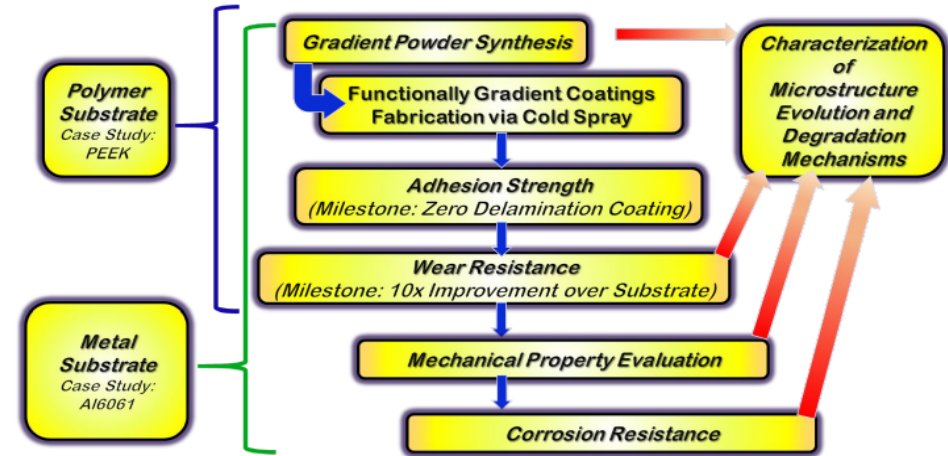 Gradient Powder Synthesis
Functionally Gradient Coatings
Fabrication via Cold Spray
Adhesion Strength
(Milestone: Zero Delamination Coating)
Wear Resistance
(Milestone: 10x Improvement over Substrate)
Mechanical Property Evaluation
Corrosion Resistance
Polymer
Substrate
Case Study:
PEEK
Metal
Substrate
Case Study:
Al6061
Characterization
of
Microstructure
Evolution and
Degradation
Mechanisms